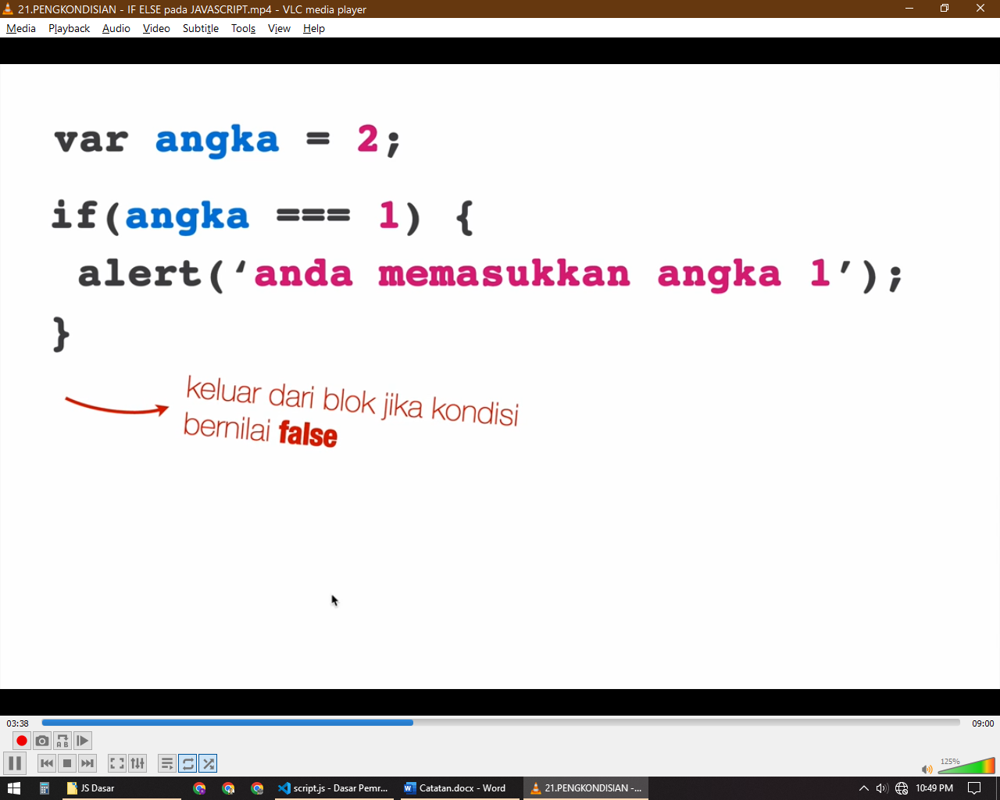 21.PENGKONDISIAN - IF ELSE pada JAVASCRIPT.mp4 - VLC media player
Media Playback Audio Video Subtitle Tools View Help
var angka = 2;
if(angka === 1) {
alert(‘anda memasukkan angka 1’);
}
keluar dari blok jika kondisi
bernilai false
03:38 09:00
125%
JS Dasar script.js - Dasar Pemr... Catatan.docx - Word 21.PENGKONDISIAN -... 10:49 PM